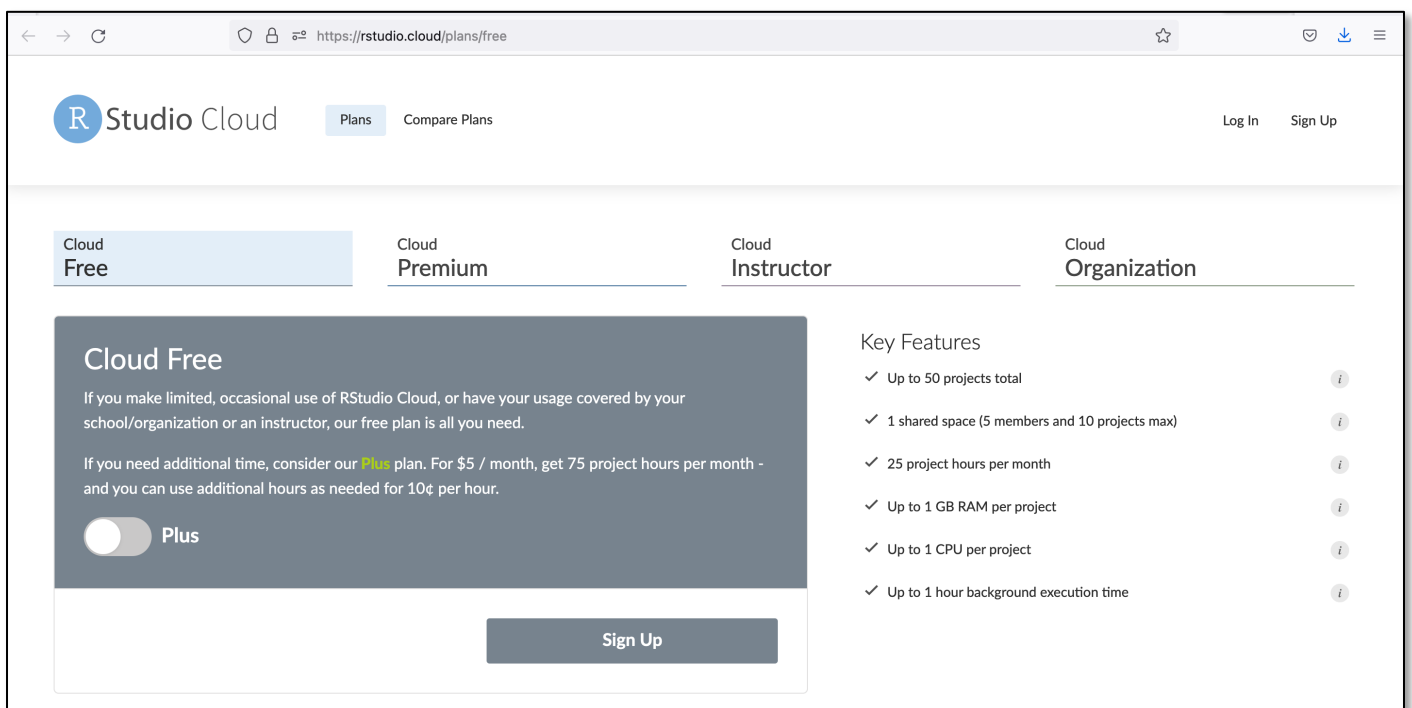 https://rstudio.cloud/plans/free
R Studio Cloud
Plans
Compare Plans
Log In
Sign Up
Cloud
Free
Cloud
Premium
Cloud
Instructor
Cloud
Organization
Cloud Free
If you make limited, occasional use of RStudio Cloud, or have your usage covered by your
school/organization or an instructor, our free plan is all you need.
If you need additional time, consider our Plus plan. For $5 / month, get 75 project hours per month -
and you can use additional hours as needed for 10¢ per hour.
Plus
Sign Up
Key Features
Up to 50 projects total
i
1 shared space (5 members and 10 projects max)
i
25 project hours per month
i
Up to 1 GB RAM per project
i
Up to 1 CPU per project
i
Up to 1 hour background execution time
i